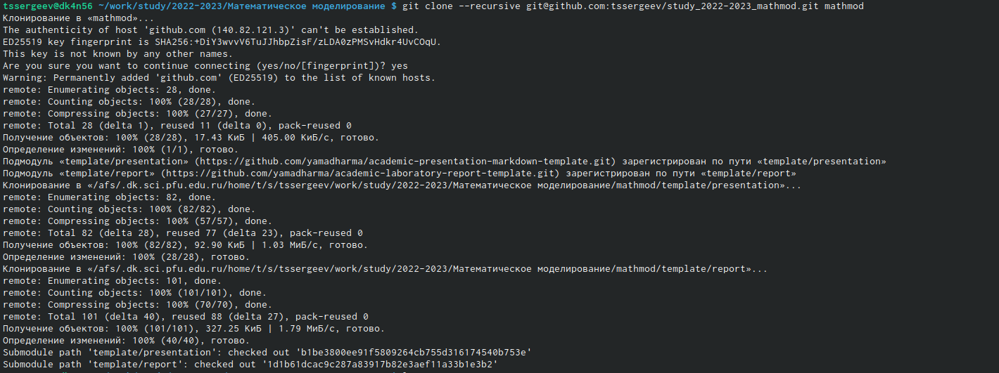 tssergeev@dk4n56 ~/work/study/2022-2023/Математическое моделирование $ git clone --recursive git@github.com:tssergeev/study_2022-2023_mathmod.git mathmod
Клонирование в «mathmod»...
The authenticity of host 'github.com (140.82.121.3)' can't be established.
ED25519 key fingerprint is SHA256:+DiY3wvvV6TuJJhbpZisF/zLDA0zPMSvHdkr4UvCOqU.
This key is not known by any other names.
Are you sure you want to continue connecting (yes/no/[fingerprint])? yes
Warning: Permanently added 'github.com' (ED25519) to the list of known hosts.
remote: Enumerating objects: 28, done.
remote: Counting objects: 100% (28/28), done.
remote: Compressing objects: 100% (27/27), done.
remote: Total 28 (delta 1), reused 11 (delta 0), pack-reused 0
Получение объектов: 100% (28/28), 17.43 КиБ | 405.00 КиБ/с, готово.
Определение изменений: 100% (1/1), готово.
Подмодуль «template/presentation» (https://github.com/yamadharma/academic-presentation-markdown-template.git) зарегистрирован по пути «template/presentation»
Подмодуль «template/report» (https://github.com/yamadharma/academic-laboratory-report-template.git) зарегистрирован по пути «template/report»
Клонирование в «/afs/.dk.sci.pfu.edu.ru/home/t/s/tssergeev/work/study/2022-2023/Математическое моделирование/mathmod/template/presentation»...
remote: Enumerating objects: 82, done.
remote: Counting objects: 100% (82/82), done.
remote: Compressing objects: 100% (57/57), done.
remote: Total 82 (delta 28), reused 77 (delta 23), pack-reused 0
Получение объектов: 100% (82/82), 92.90 КиБ | 1.03 МиБ/с, готово.
Определение изменений: 100% (28/28), готово.
Клонирование в «/afs/.dk.sci.pfu.edu.ru/home/t/s/tssergeev/work/study/2022-2023/Математическое моделирование/mathmod/template/report»...
remote: Enumerating objects: 101, done.
remote: Counting objects: 100% (101/101), done.
remote: Compressing objects: 100% (70/70), done.
remote: Total 101 (delta 40), reused 88 (delta 27), pack-reused 0
Получение объектов: 100% (101/101), 327.25 КиБ | 1.79 МиБ/с, готово.
Определение изменений: 100% (40/40), готово.
Submodule path 'template/presentation': checked out 'b1be3800ee91f5809264cb755d316174540b753e'
Submodule path 'template/report': checked out '1d1b61dcac9c287a83917b82e3aef11a33b1e3b2'